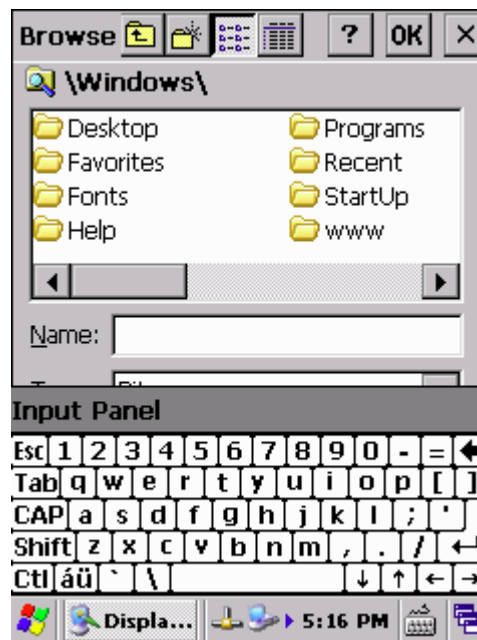 Browse ? OK ×
\Windows\
Desktop Programs
Favorites Recent
Fonts StartUp
Help www
Name:
Input Panel
Esc 1 2 3 4 5 6 7 8 9 0 - =
Tab q w e r t y u i o p [ ]
CAP a s d f g h j k l ; '
Shift z x c v b n m , . /
Ctl áü ` \ ↓ ↑ ← →
Displa... 5:16 PM